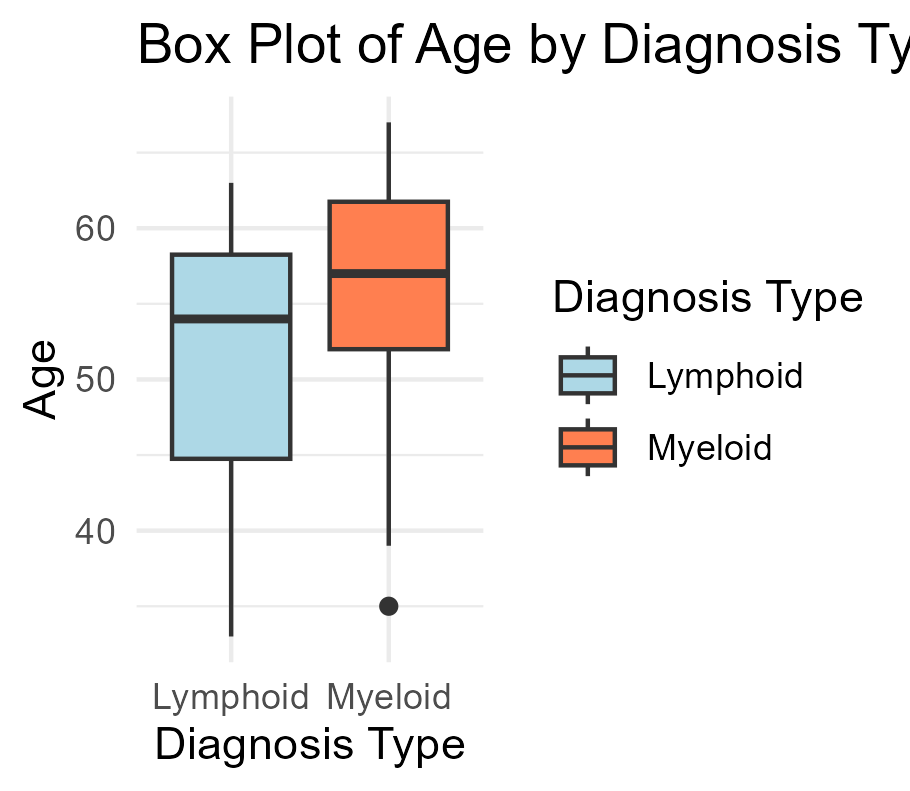 Box Plot of Age by Diagnosis Ty
60
50
40
Age
Lymphoid Myeloid
Diagnosis Type
Diagnosis Type
Lymphoid
Myeloid